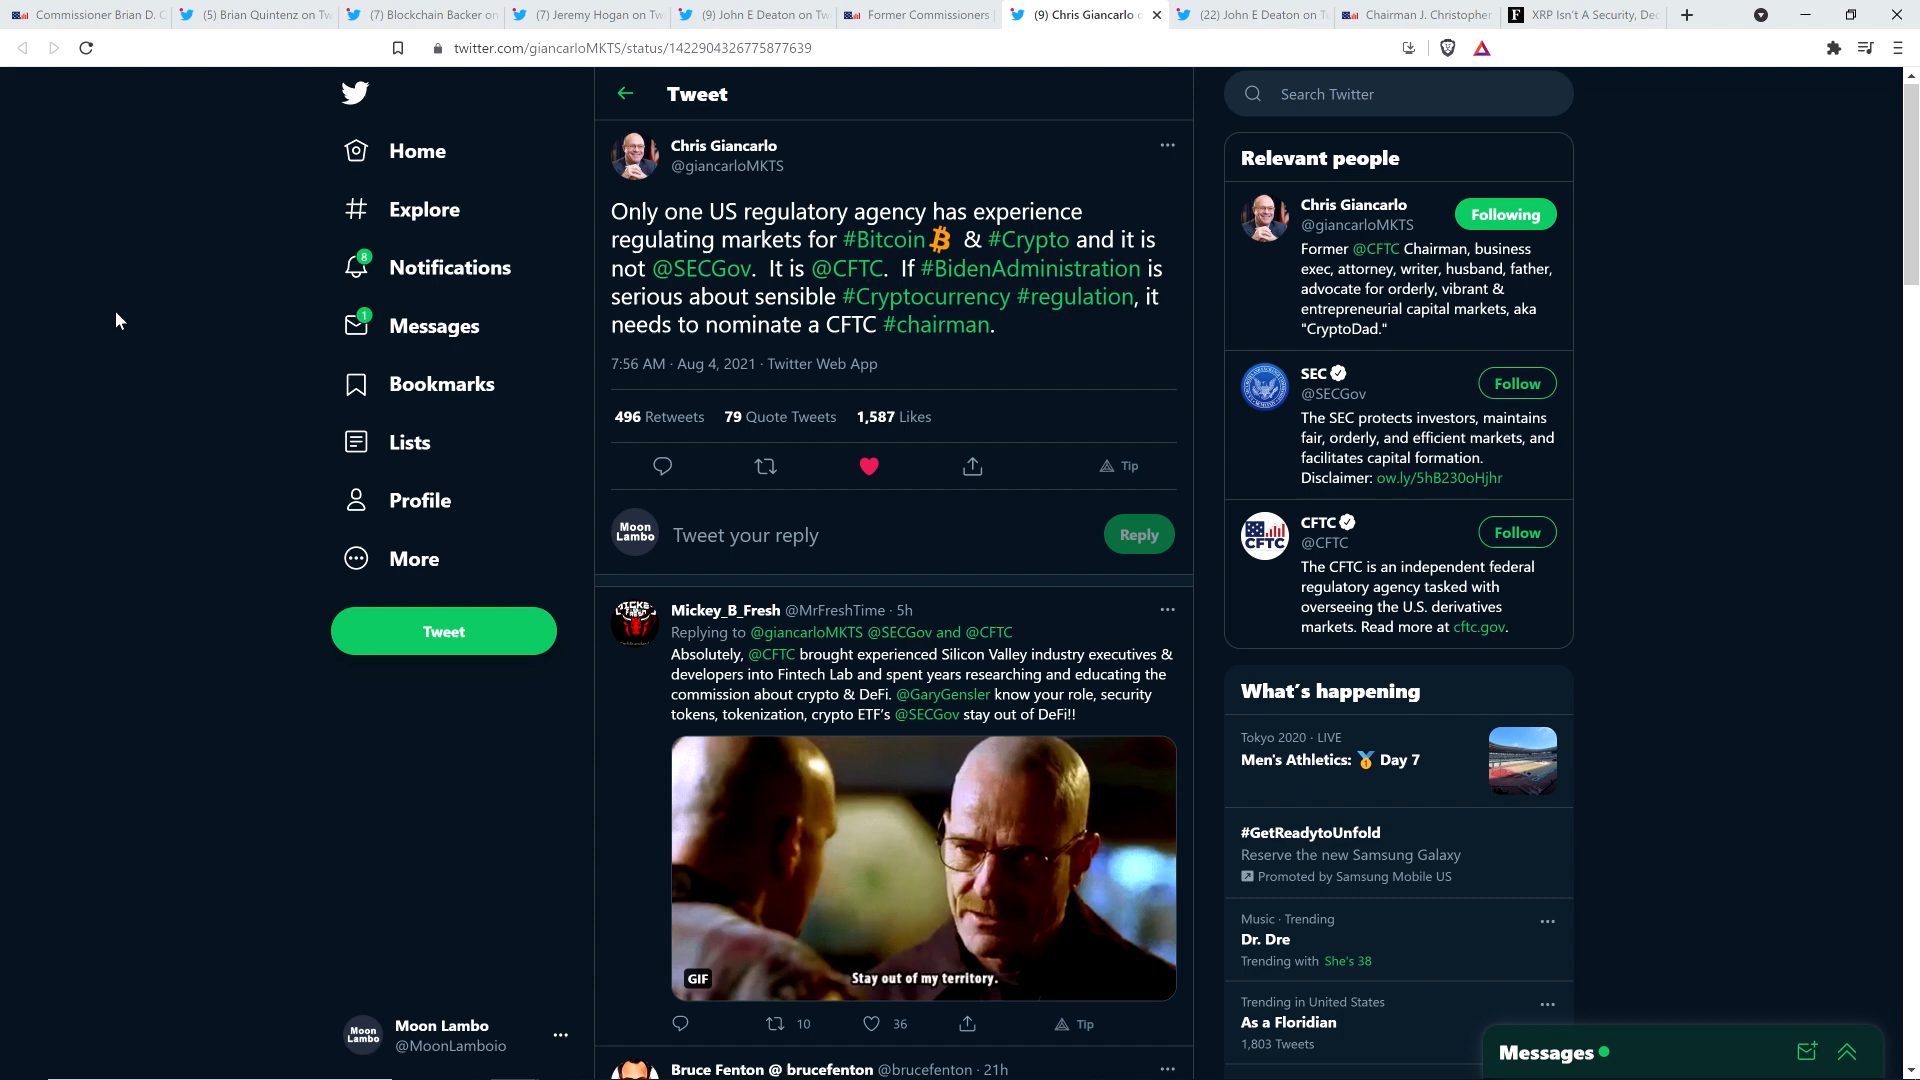 Commissioner Brian D. C
(5) Brian Quintenz on Tw
(7) Blockchain Backer on
(7) Jeremy Hogan on Tw
(9) John E Deaton on Tw
Former Commissioners
(9) Chris Giancarlo o
(22) John E Deaton on T
Chairman J. Christopher
XRP Isn't A Security, Dec
twitter.com/giancarloMKTS/status/1422904326775877639
Home
Explore
8
Notifications
1
Messages
Bookmarks
Lists
Profile
More
Tweet
Moon Lambo
Moon Lambo
@MoonLamboio
Tweet
Chris Giancarlo
@giancarloMKTS
Only one US regulatory agency has experience
regulating markets for #Bitcoin & #Crypto and it is
not @SECGov. It is @CFTC. If #BidenAdministration is
serious about sensible #Cryptocurrency #regulation, it
needs to nominate a CFTC #chairman.
7:56 AM · Aug 4, 2021 · Twitter Web App
496 Retweets 79 Quote Tweets 1,587 Likes
Tip
Moon Lambo
Tweet your reply
Reply
Mickey_B_Fresh @MrFreshTime · 5h
Replying to @giancarloMKTS @SECGov and @CFTC
Absolutely, @CFTC brought experienced Silicon Valley industry executives &
developers into Fintech Lab and spent years researching and educating the
commission about crypto & DeFi. @GaryGensler know your role, security
tokens, tokenization, crypto ETF's @SECGov stay out of DeFi!!
GIF
Stay out of my territory.
10
36
Tip
Bruce Fenton @ brucefenton @brucefenton · 21h
Search Twitter
Relevant people
Chris Giancarlo
@giancarloMKTS
Following
Former @CFTC Chairman, business
exec, attorney, writer, husband, father,
advocate for orderly, vibrant &
entrepreneurial capital markets, aka
"CryptoDad."
SEC
@SECGov
Follow
The SEC protects investors, maintains
fair, orderly, and efficient markets, and
facilitates capital formation.
Disclaimer: ow.ly/5hB230oHjhr
CFTC
CFTC
@CFTC
Follow
The CFTC is an independent federal
regulatory agency tasked with
overseeing the U.S. derivatives
markets. Read more at cftc.gov.
What's happening
Tokyo 2020 · LIVE
Men's Athletics: Day 7
#GetReadytoUnfold
Reserve the new Samsung Galaxy
Promoted by Samsung Mobile US
Music · Trending
Dr. Dre
Trending with She's 38
Trending in United States
As a Floridian
1,803 Tweets
Messages